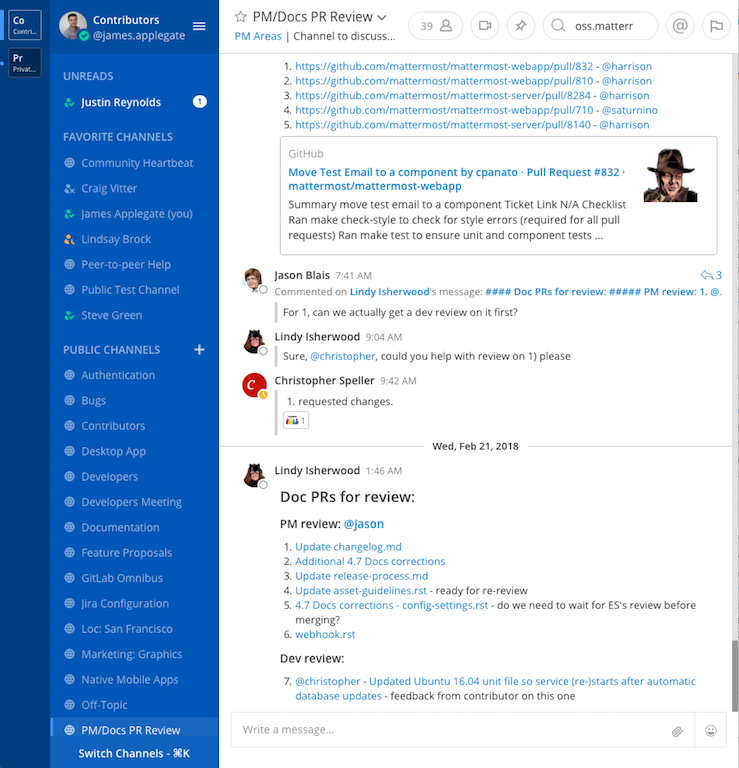 Co
Contri...
Pr
Privat...
Contributors
@james.applegate
UNREADS
Justin Reynolds 1
FAVORITE CHANNELS
Community Heartbeat
Craig Vitter
James Applegate (you)
Lindsay Brock
Peer-to-peer Help
Public Test Channel
Steve Green
PUBLIC CHANNELS +
Authentication
Bugs
Contributors
Desktop App
Developers
Developers Meeting
Documentation
Feature Proposals
GitLab Omnibus
Jira Configuration
Loc: San Francisco
Marketing: Graphics
Native Mobile Apps
Off-Topic
PM/Docs PR Review
Switch Channels - ⌘K
PM/Docs PR Review
PM Areas | Channel to discuss...
39
oss.matterr
@
1. https://github.com/mattermost/mattermost-webapp/pull/832 - @harrison
2. https://github.com/mattermost/mattermost-webapp/pull/810 - @harrison
3. https://github.com/mattermost/mattermost-server/pull/8284 - @harrison
4. https://github.com/mattermost/mattermost-webapp/pull/710 - @saturnino
5. https://github.com/mattermost/mattermost-server/pull/8140 - @harrison
GitHub
Move Test Email to a component by cpanato · Pull Request #832 ·
mattermost/mattermost-webapp
Summary move test email to a component Ticket Link N/A Checklist
Ran make check-style to check for style errors (required for all pull
requests) Ran make test to ensure unit and component tests ...
Jason Blais 7:41 AM 3
Commented on Lindy Isherwood's message: #### Doc PRs for review: ##### PM review: 1. @.
For 1, can we actually get a dev review on it first?
Lindy Isherwood 9:04 AM
Sure, @christopher, could you help with review on 1) please
C
Christopher Speller 9:42 AM
1. requested changes.
1
Wed, Feb 21, 2018
Lindy Isherwood 1:46 AM
Doc PRs for review:
PM review: @jason
1. Update changelog.md
2. Additional 4.7 Docs corrections
3. Update release-process.md
4. Update asset-guidelines.rst - ready for re-review
5. 4.7 Docs corrections - config-settings.rst - do we need to wait for ES's review before
merging?
6. webhook.rst
Dev review:
7. @christopher - Updated Ubuntu 16.04 unit file so service (re-)starts after automatic
database updates - feedback from contributor on this one
Write a message...